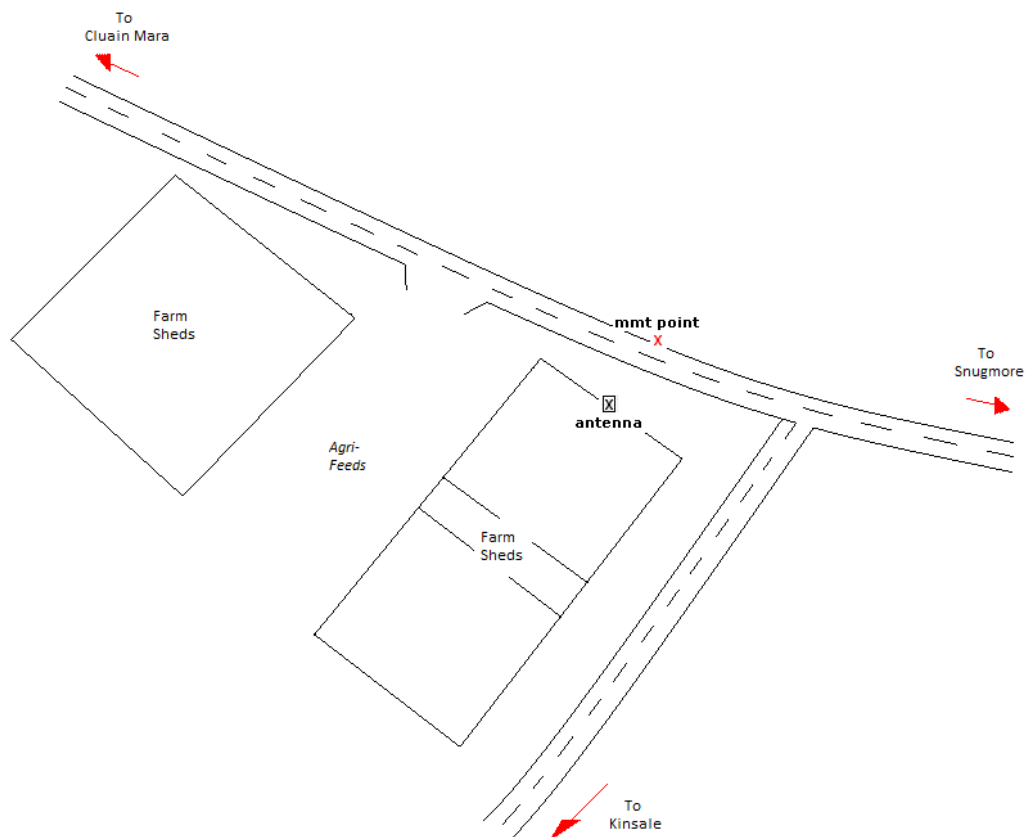 To
Cluain Mara
mmt point
X
To
Snugmore
Farm
Sheds
X
antenna
Agri-
Feeds
Farm
Sheds
To
Kinsale